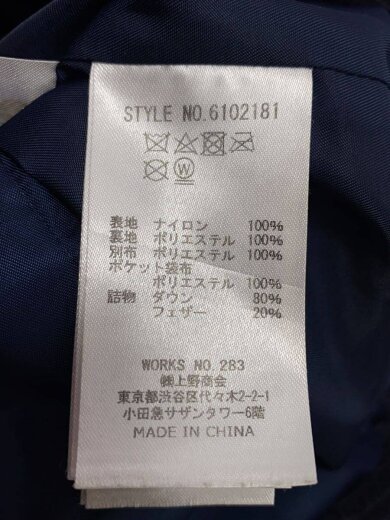 STYLE NO.6102181
W
表地 ナイロン 100%
裏地 ポリエステル 100%
別布 ポリエステル 100%
ポケット袋布
ポリエステル 100%
詰物 ダウン 80%
フェザー 20%
WORKS NO.283
㈱上野商会
東京都渋谷区代々木2-2-1
小田急サザンタワー6階
MADE IN CHINA